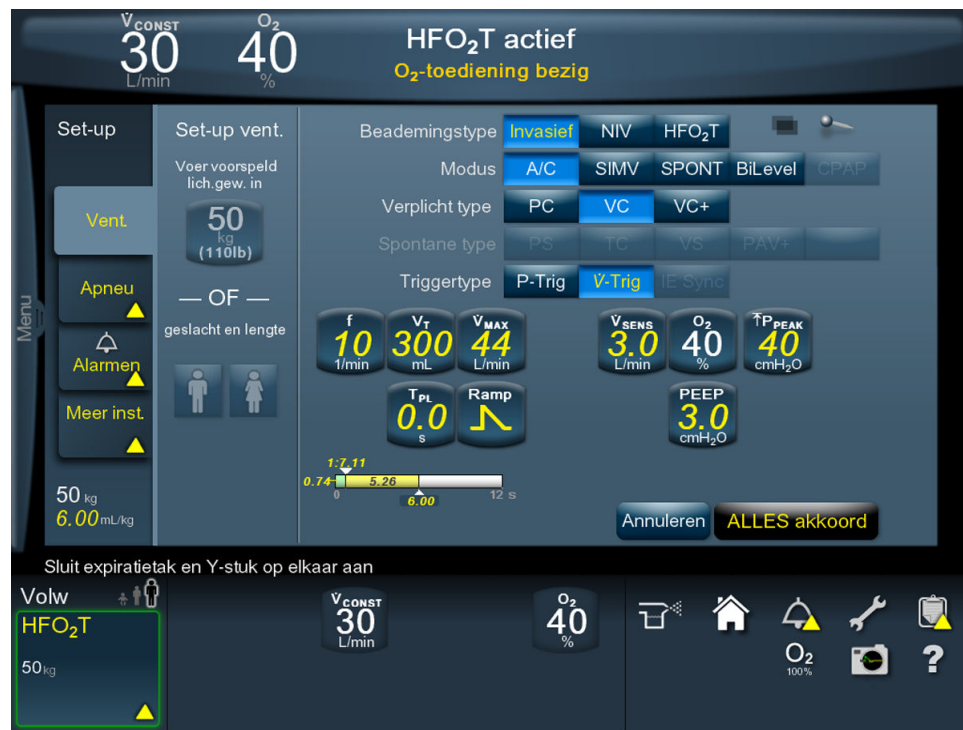 V̇CONST
30
L/min
O₂
40
%
HFO₂T actief
O₂-toediening bezig
Menu
Set-up
Vent.
Apneu
Alarmen
Meer inst.
50 kg
6.00 mL/kg
Set-up vent.
Voer voorspeld
lich.gew. in
50
kg
(110lb)
— OF —
geslacht en lengte
Beademingstype Invasief NIV HFO₂T
Modus A/C SIMV SPONT BiLevel CPAP
Verplicht type PC VC VC+
Spontane type PS TC VS PAV+
Triggertype P-Trig V̇-Trig IE Sync
f
10
1/min
VT
300
mL
V̇MAX
44
L/min
V̇SENS
3.0
L/min
O₂
40
%
↑PPEAK
40
cmH₂O
TPL
0.0
s
Ramp
PEEP
3.0
cmH₂O
1:7.11
0.74 5.26
0 6.00 12 s
Annuleren ALLES akkoord
Sluit expiratietak en Y-stuk op elkaar aan
Volw
HFO₂T
50 kg
V̇CONST
30
L/min
O₂
40
%
O₂
100%
?